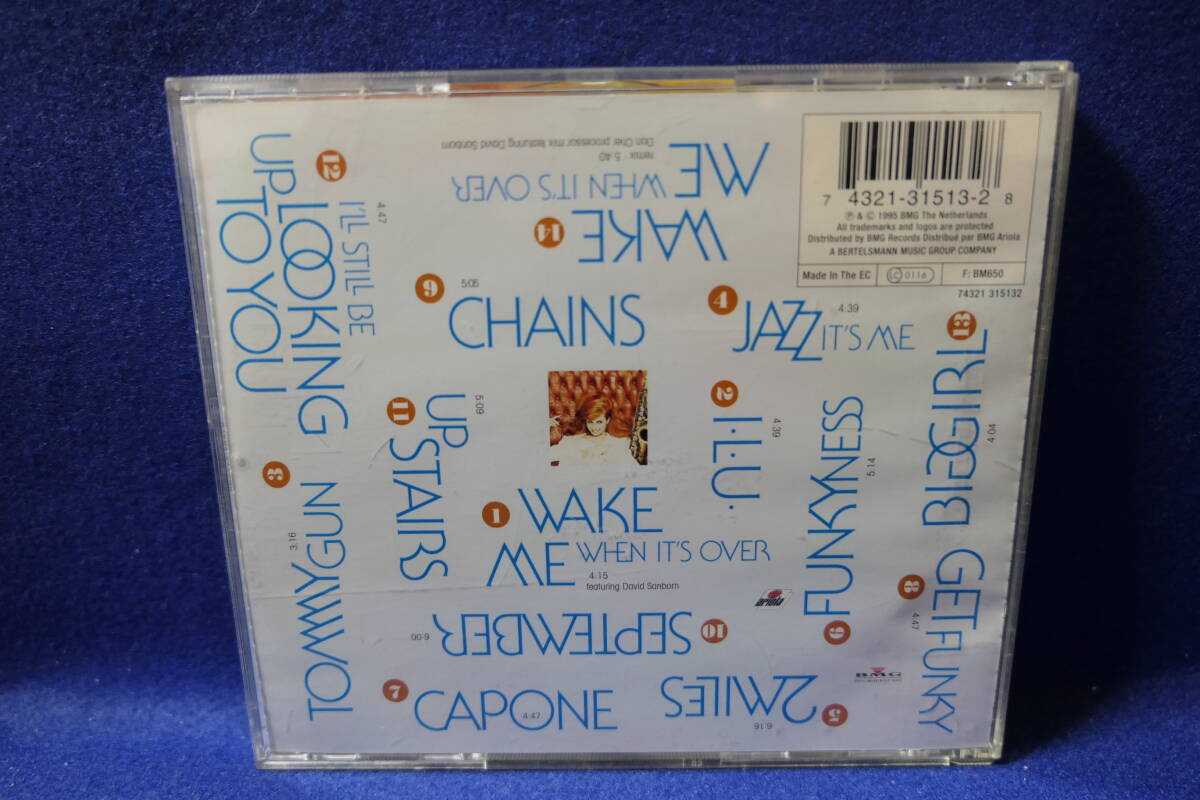 12
I'LL STILL BE
LOOKING
UP TO YOU
4:47
14
WAKE
ME WHEN IT'S OVER
remix 5:40
Don Cher processor mix featuring David Sanborn
7 4321-31513-2 8
℗ & © 1995 BMG The Netherlands
All trademarks and logos are protected
Distributed by BMG Records Distribué par BMG Ariola
A BERTELSMANN MUSIC GROUP COMPANY
Made In The EC
LC 0116
F: BM650
74321 315132
9
5:05
CHAINS
4
4:39
JAZZ IT'S ME
13
BIG GIRL
4:04
11
UP
STAIRS
5:09
2
I·L·U·
4:39
6
FUNKYNESS
5:14
3
TOMMYGUN
3:16
1
WAKE
ME WHEN IT'S OVER
4:15
featuring David Sanborn
ariola
8
GET FUNKY
4:47
10
SEPTEMBER
6:00
BMG
7
CAPONE
4:47
5
2 MILES
6:16